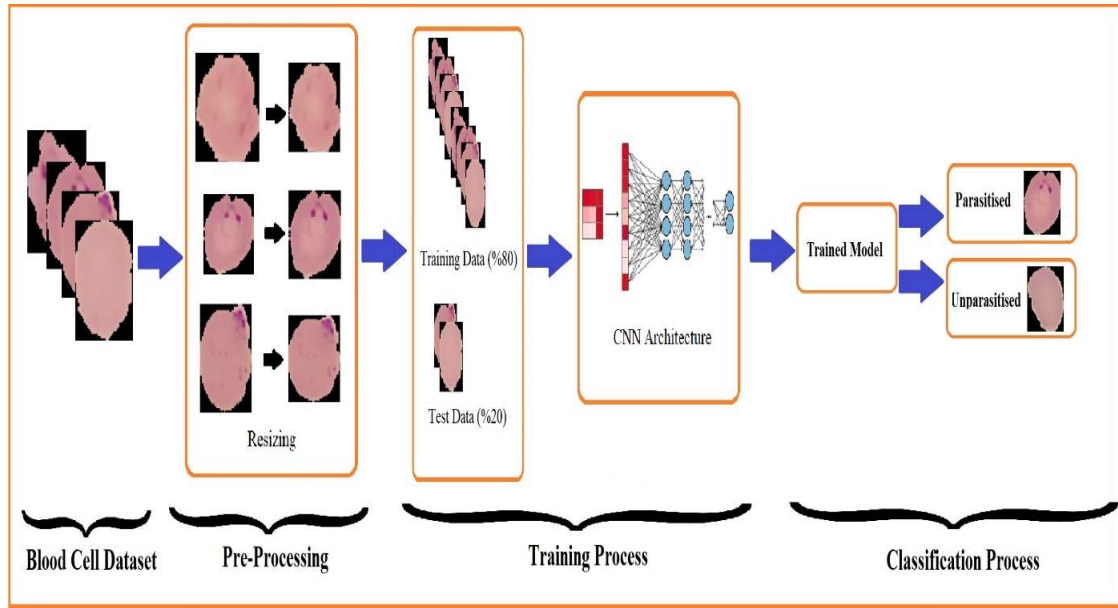 Resizing
Training Data (%80)
Test Data (%20)
CNN Architecture
Trained Model
Parasitised
Unparasitised
Blood Cell Dataset
Pre-Processing
Training Process
Classification Process